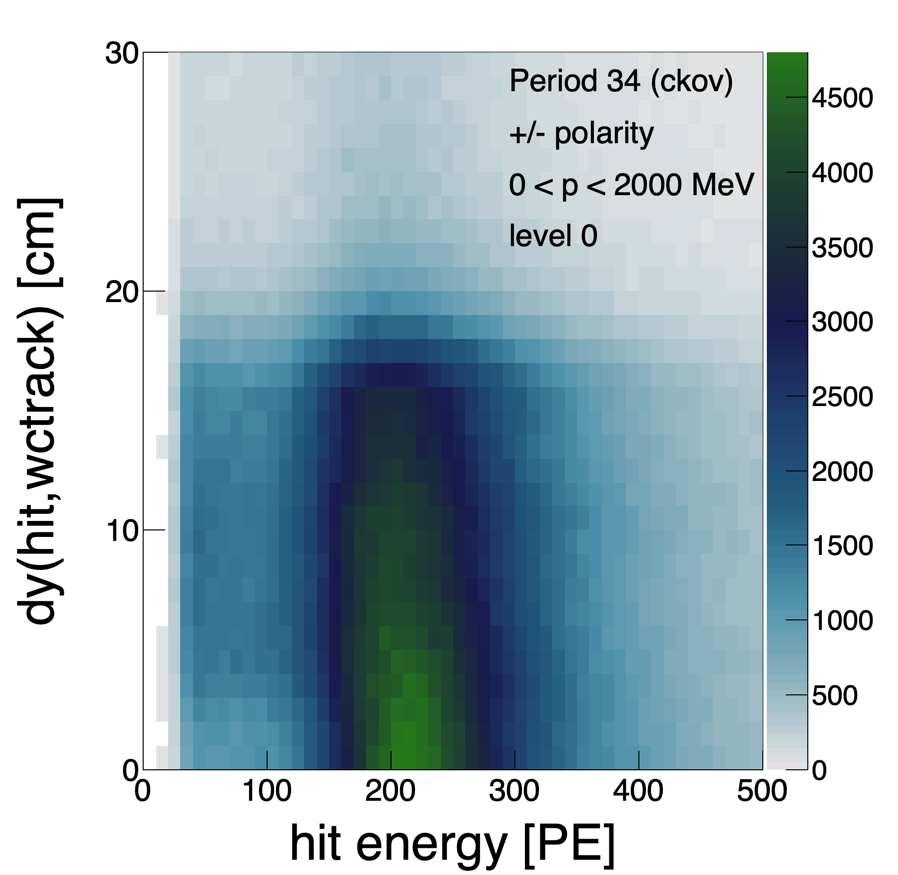 30
20
10
0
dy(hit,wctrack) [cm]
Period 34 (ckov)
+/- polarity
0 < p < 2000 MeV
level 0
4500
4000
3500
3000
2500
2000
1500
1000
500
0
0 100 200 300 400 500
hit energy [PE]